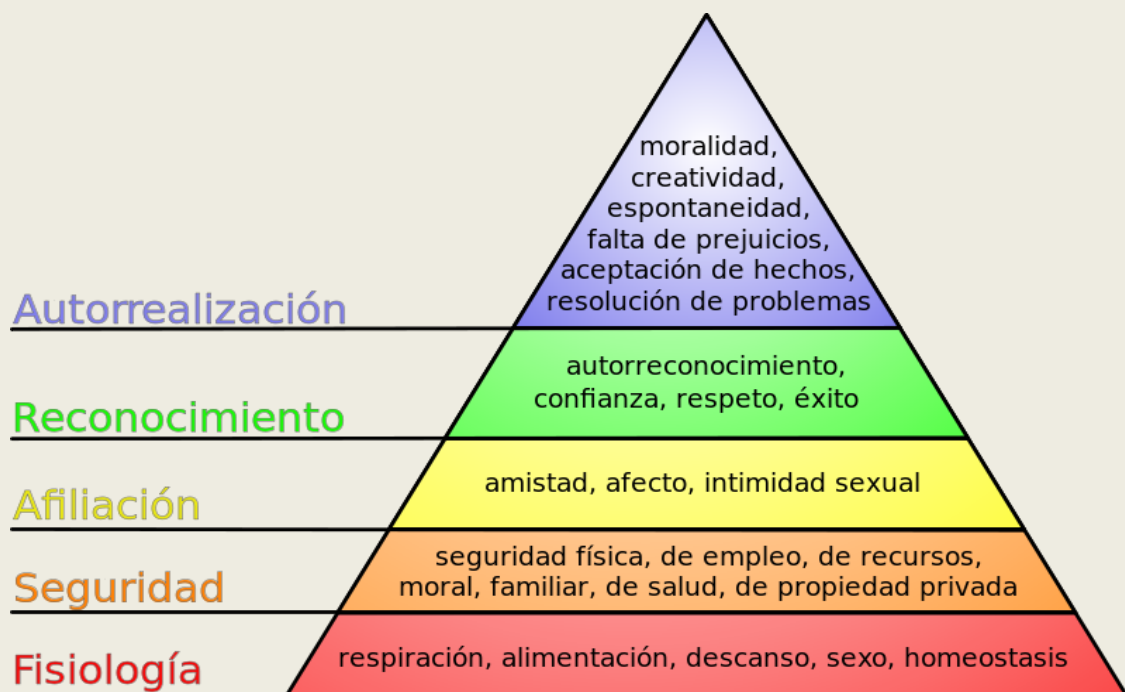 moralidad,
creatividad,
espontaneidad,
falta de prejuicios,
aceptación de hechos,
resolución de problemas
Autorrealización
autorreconocimiento,
confianza, respeto, éxito
Reconocimiento
amistad, afecto, intimidad sexual
Afiliación
seguridad física, de empleo, de recursos,
moral, familiar, de salud, de propiedad privada
Seguridad
respiración, alimentación, descanso, sexo, homeostasis
Fisiología